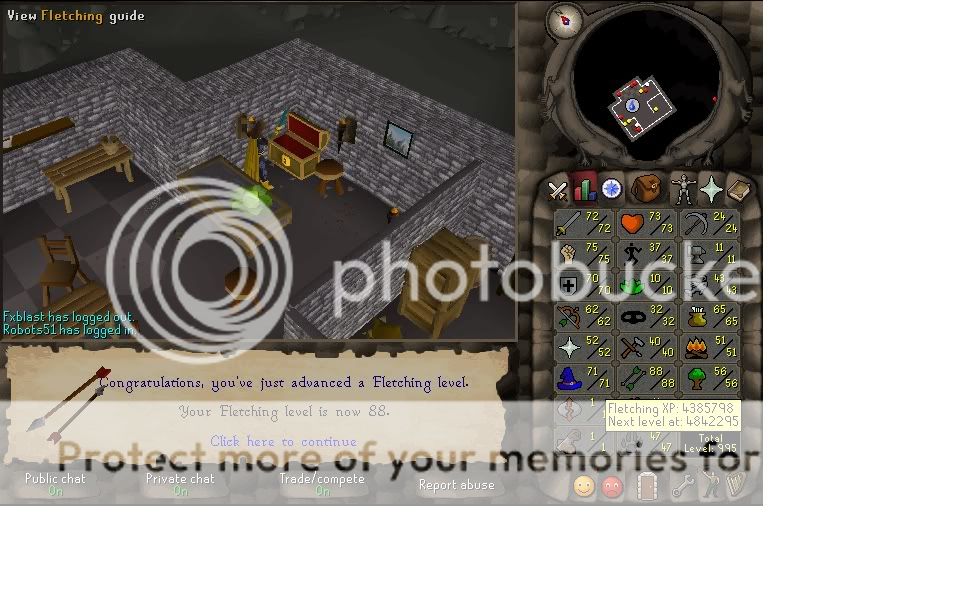 View Fletching guide
72/72 73/73 24/24
75/75 37/37 11/11
70/70 10/10 43/43
62/62 32/32 65/65
52/52 40/40 51/51
71/71 88/88 56/56
1
1/1 47/47
Fletching XP: 4385798
Next level at: 4842295
Total
Level: 995
photobucke
Fxblast has logged out.
Robots51 has logged in.
Congratulations, you've just advanced a Fletching level.
Your Fletching level is now 88.
Click here to continue
Protect more of your memories for
Public chat
On
Private chat
On
Trade/compete
On
Report abuse